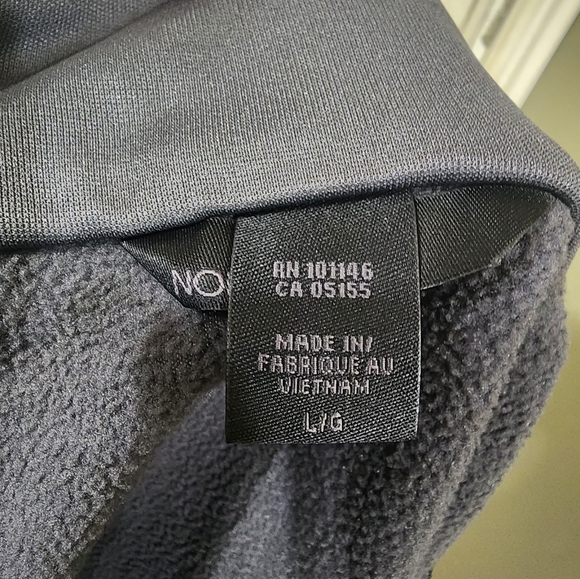 NO
RN 101146
CA 05155
MADE IN/
FABRIQUE AU
VIETNAM
L/G